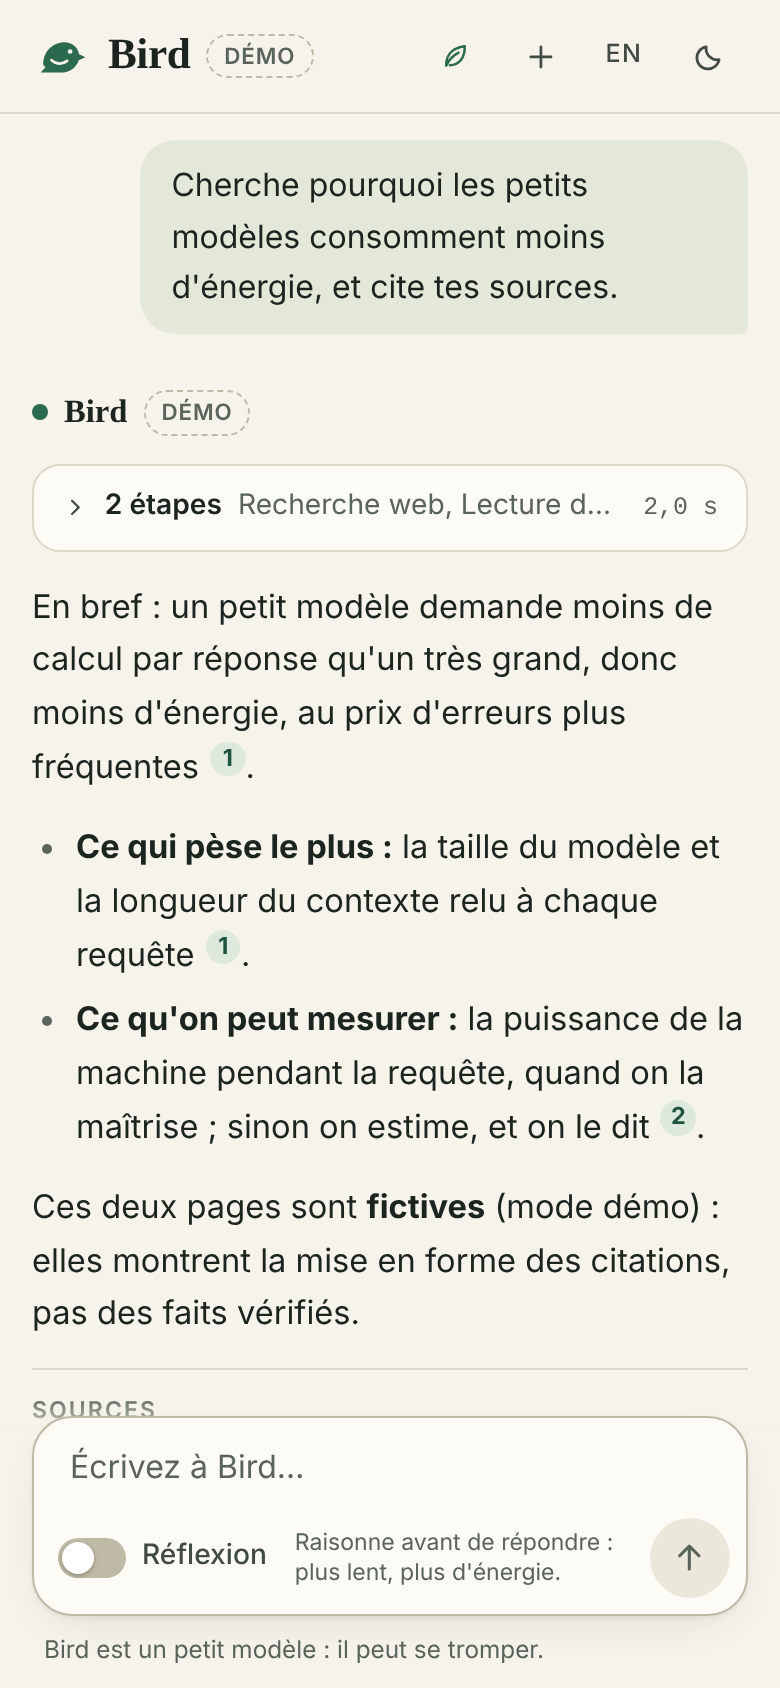 Bird DÉMO EN
Cherche pourquoi les petits
modèles consomment moins
d'énergie, et cite tes sources.
Bird DÉMO
2 étapes Recherche web, Lecture d... 2,0 s
En bref : un petit modèle demande moins de
calcul par réponse qu'un très grand, donc
moins d'énergie, au prix d'erreurs plus
fréquentes 1.
• Ce qui pèse le plus : la taille du modèle et
la longueur du contexte relu à chaque
requête 1.
• Ce qu'on peut mesurer : la puissance de la
machine pendant la requête, quand on la
maîtrise ; sinon on estime, et on le dit 2.
Ces deux pages sont fictives (mode démo) :
elles montrent la mise en forme des citations,
pas des faits vérifiés.
SOURCES
Écrivez à Bird...
Réflexion
Raisonne avant de répondre :
plus lent, plus d'énergie.
Bird est un petit modèle : il peut se tromper.